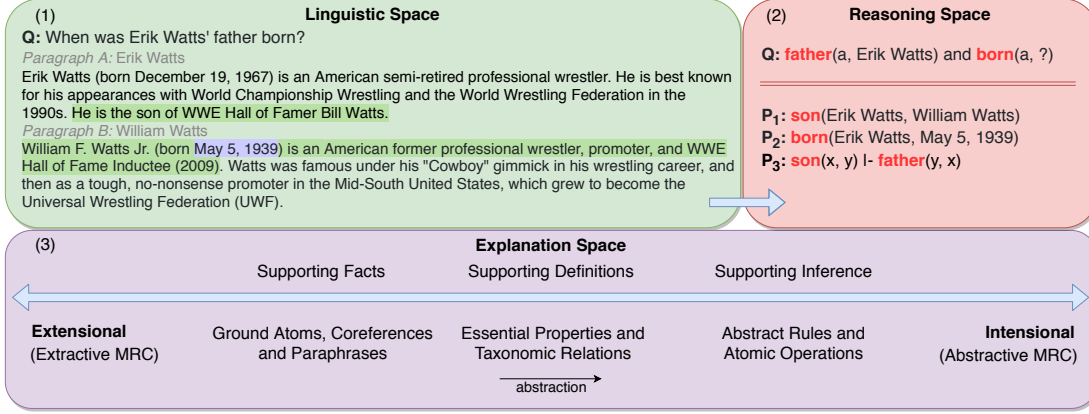 (1) Linguistic Space
Q: When was Erik Watts' father born?
Paragraph A: Erik Watts
Erik Watts (born December 19, 1967) is an American semi-retired professional wrestler. He is best known
for his appearances with World Championship Wrestling and the World Wrestling Federation in the
1990s. He is the son of WWE Hall of Famer Bill Watts.
Paragraph B: William Watts
William F. Watts Jr. (born May 5, 1939) is an American former professional wrestler, promoter, and WWE
Hall of Fame Inductee (2009). Watts was famous under his "Cowboy" gimmick in his wrestling career, and
then as a tough, no-nonsense promoter in the Mid-South United States, which grew to become the
Universal Wrestling Federation (UWF).
(2) Reasoning Space
Q: father(a, Erik Watts) and born(a, ?)
P1: son(Erik Watts, William Watts)
P2: born(Erik Watts, May 5, 1939)
P3: son(x, y) |- father(y, x)
(3) Explanation Space
Supporting Facts Supporting Definitions Supporting Inference
Extensional
(Extractive MRC)
Ground Atoms, Coreferences
and Paraphrases
Essential Properties and
Taxonomic Relations
Abstract Rules and
Atomic Operations
Intensional
(Abstractive MRC)
abstraction